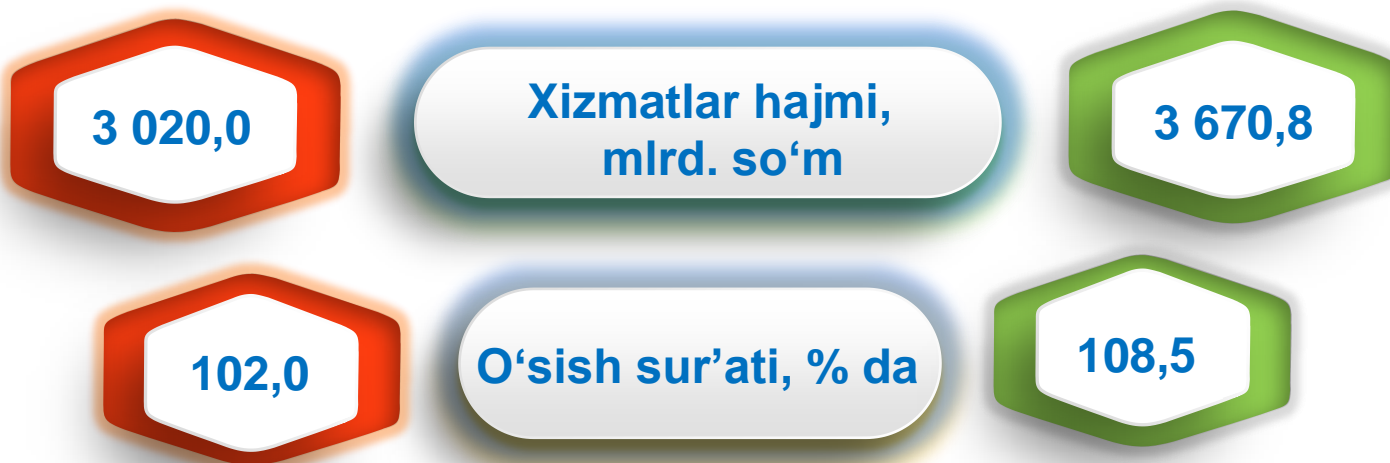 3 020,0
Xizmatlar hajmi,
mlrd. so‘m
3 670,8
102,0
O‘sish sur’ati, % da
108,5